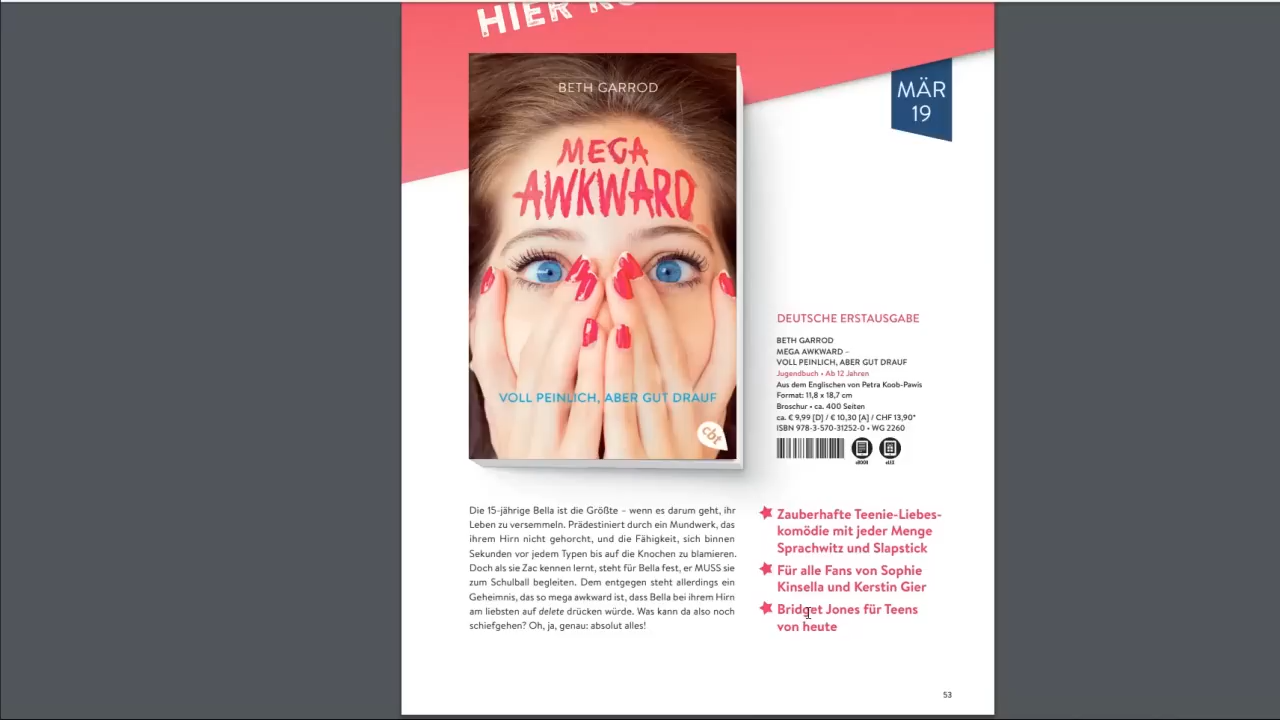 HIER
MÄR
19
BETH GARROD
MEGA
AWKWARD
VOLL PEINLICH, ABER GUT DRAUF
cbt
DEUTSCHE ERSTAUSGABE
BETH GARROD
MEGA AWKWARD –
VOLL PEINLICH, ABER GUT DRAUF
Jugendbuch • Ab 12 Jahren
Aus dem Englischen von Petra Koob-Pawis
Format: 11,8 x 18,7 cm
Broschur • ca. 400 Seiten
ca. € 9,99 [D] / € 10,30 [A] / CHF 13,90*
ISBN 978-3-570-31252-0 • WG 2260
eBOOK
Die 15-jährige Bella ist die Größte – wenn es darum geht, ihr
Leben zu versemmeln. Prädestiniert durch ein Mundwerk, das
ihrem Hirn nicht gehorcht, und die Fähigkeit, sich binnen
Sekunden vor jedem Typen bis auf die Knochen zu blamieren.
Doch als sie Zac kennen lernt, steht für Bella fest, er MUSS sie
zum Schulball begleiten. Dem entgegen steht allerdings ein
Geheimnis, das so mega awkward ist, dass Bella bei ihrem Hirn
am liebsten auf delete drücken würde. Was kann da also noch
schiefgehen? Oh, ja, genau: absolut alles!
Zauberhafte Teenie-Liebes-
komödie mit jeder Menge
Sprachwitz und Slapstick
Für alle Fans von Sophie
Kinsella und Kerstin Gier
Bridget Jones für Teens
von heute
53